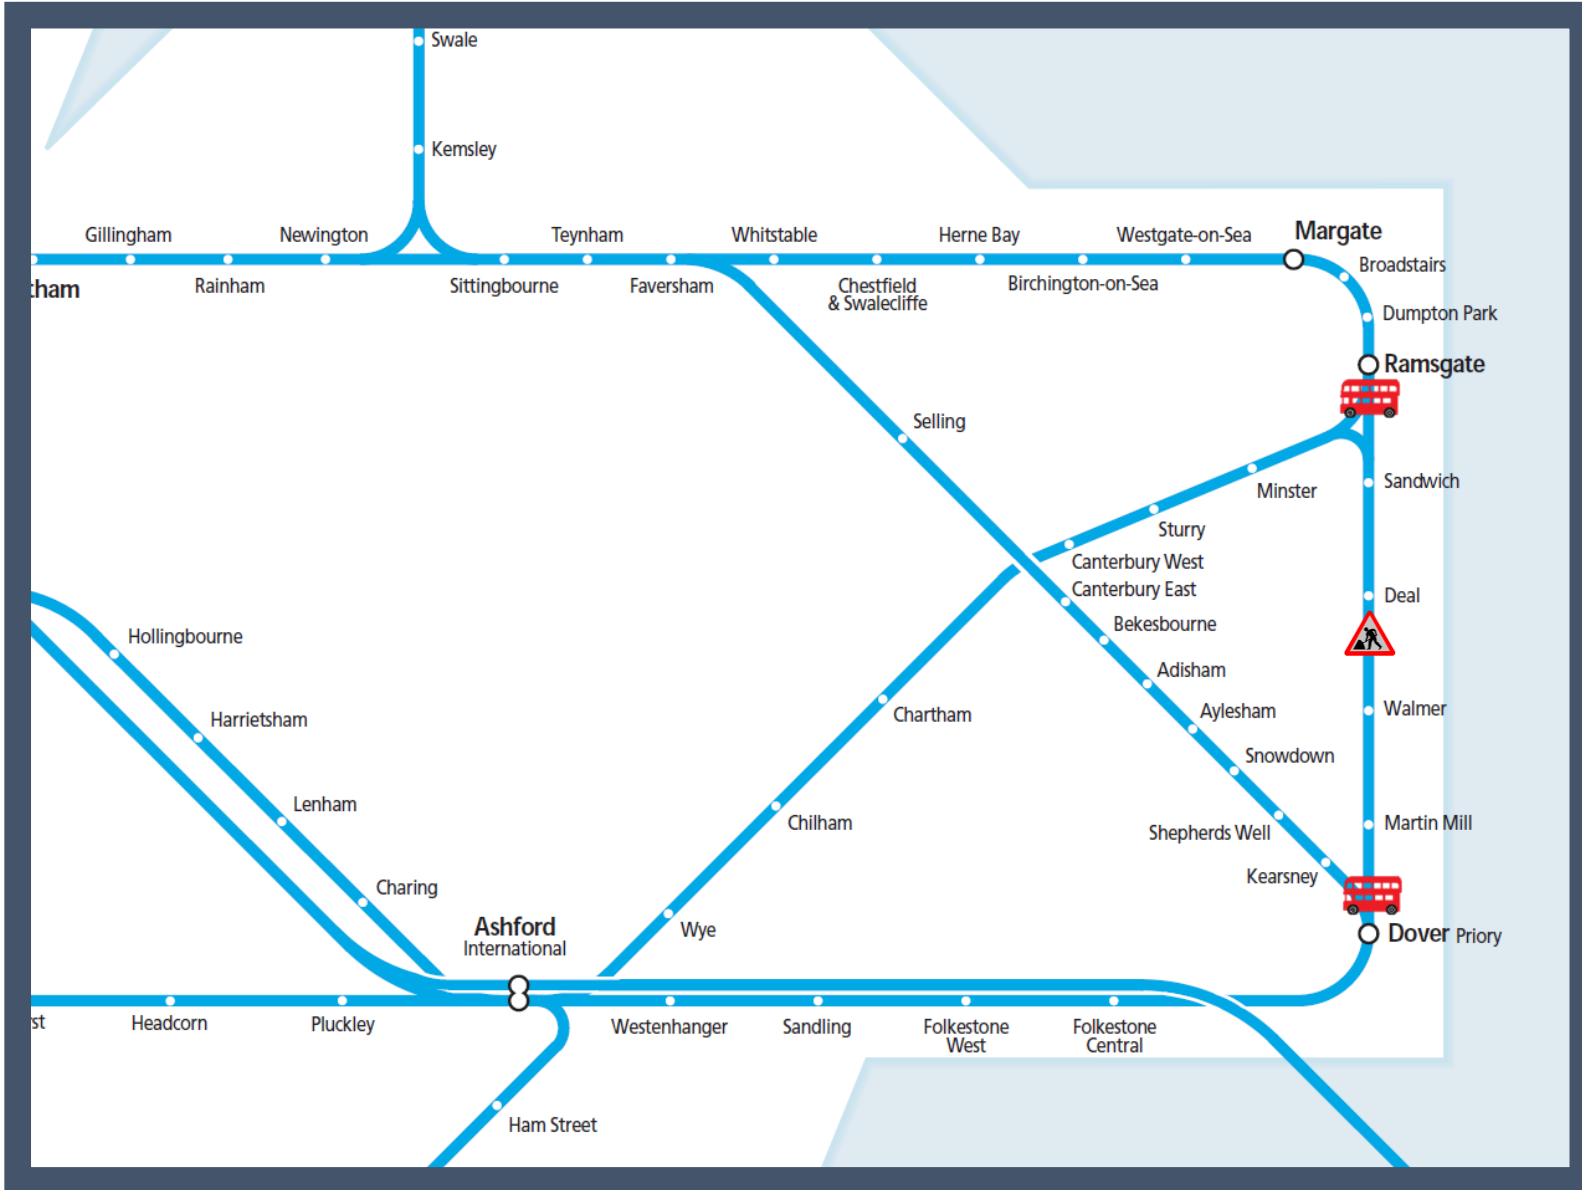 Swale
Kemsley
Gillingham
Newington
Teynham
Whitstable
Herne Bay
Westgate-on-Sea
Margate
Broadstairs
tham
Rainham
Sittingbourne
Faversham
Chestfield
& Swalecliffe
Birchington-on-Sea
Dumpton Park
Ramsgate
Selling
Sandwich
Minster
Sturry
Canterbury West
Canterbury East
Deal
Bekesbourne
Hollingbourne
Adisham
Harrietsham
Chartham
Aylesham
Walmer
Snowdown
Lenham
Chilham
Shepherds Well
Martin Mill
Kearsney
Charing
Ashford
International
Wye
Dover Priory
st
Headcorn
Pluckley
Westenhanger
Sandling
Folkestone
West
Folkestone
Central
Ham Street